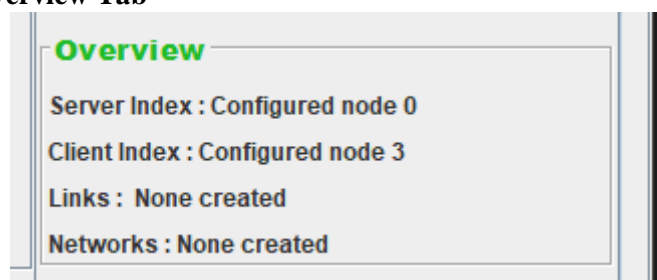 Overview
Server Index : Configured node 0
Client Index : Configured node 3
Links : None created
Networks : None created